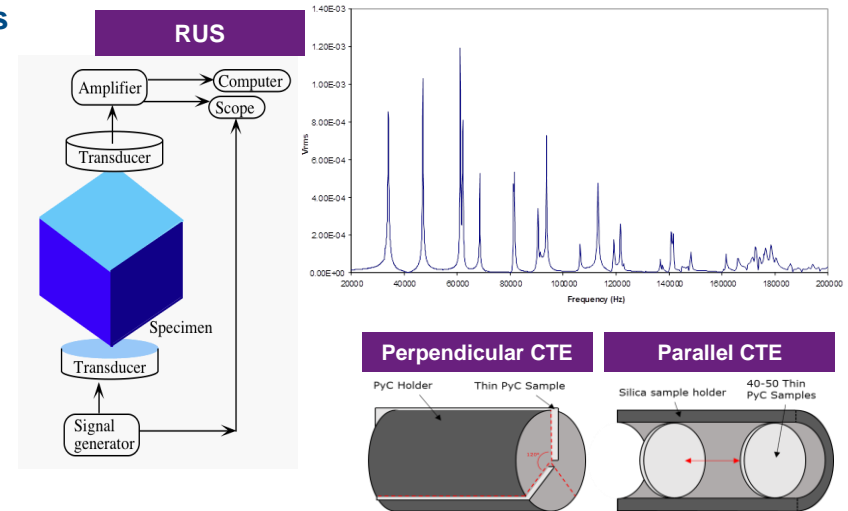 s
RUS
Amplifier
Computer
Scope
Transducer
Specimen
Transducer
Signal
generator
1.40E-03
1.20E-03
1.00E-03
8.00E-04
6.00E-04
4.00E-04
2.00E-04
0.00E+00
Vrms
20000 40000 60000 80000 100000 120000 140000 160000 180000 200000
Frequency (Hz)
Perpendicular CTE
PyC Holder
Thin PyC Sample
120°
Parallel CTE
Silica sample holder
40-50 Thin
PyC Samples